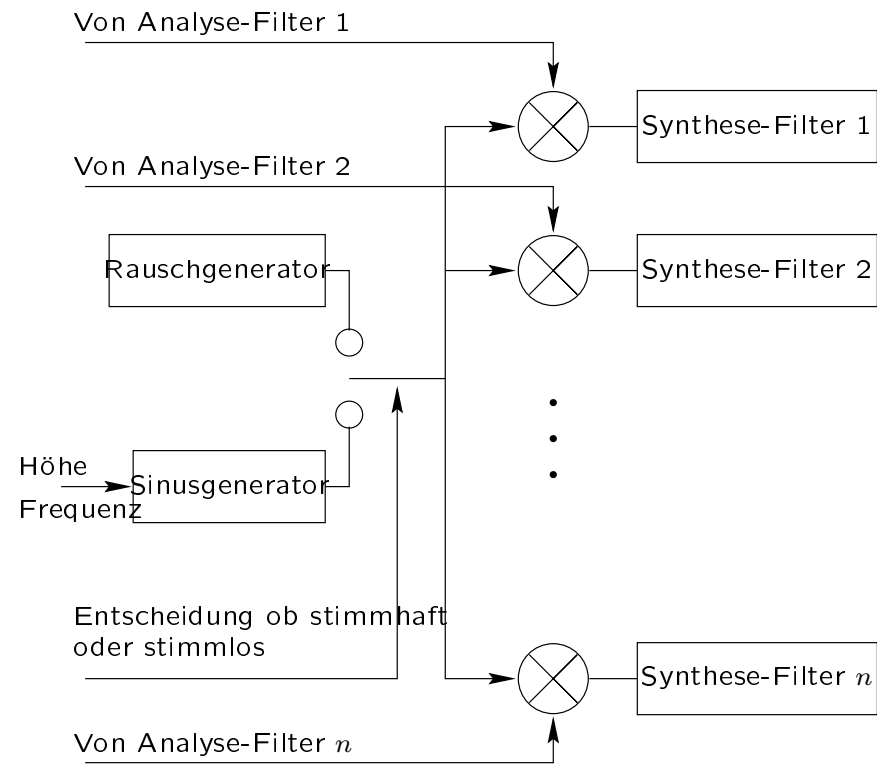 Von Analyse-Filter 1
Synthese-Filter 1
Von Analyse-Filter 2
Rauschgenerator
Synthese-Filter 2
Höhe
Frequenz
Sinusgenerator
Entscheidung ob stimmhaft
oder stimmlos
Synthese-Filter n
Von Analyse-Filter n